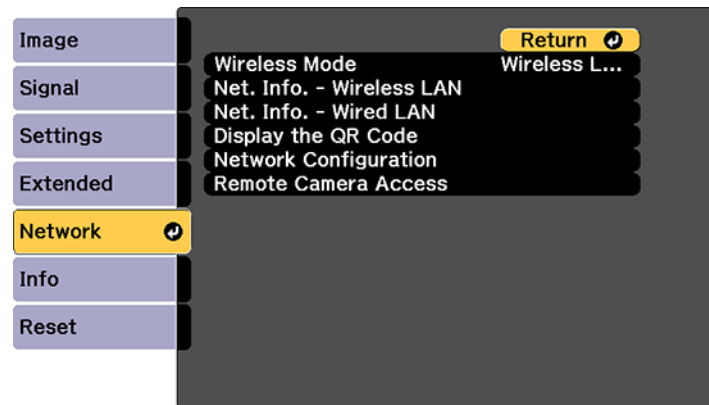 Image
Signal
Settings
Extended
Network
Info
Reset
Return
Wireless Mode Wireless L...
Net. Info. - Wireless LAN
Net. Info. - Wired LAN
Display the QR Code
Network Configuration
Remote Camera Access